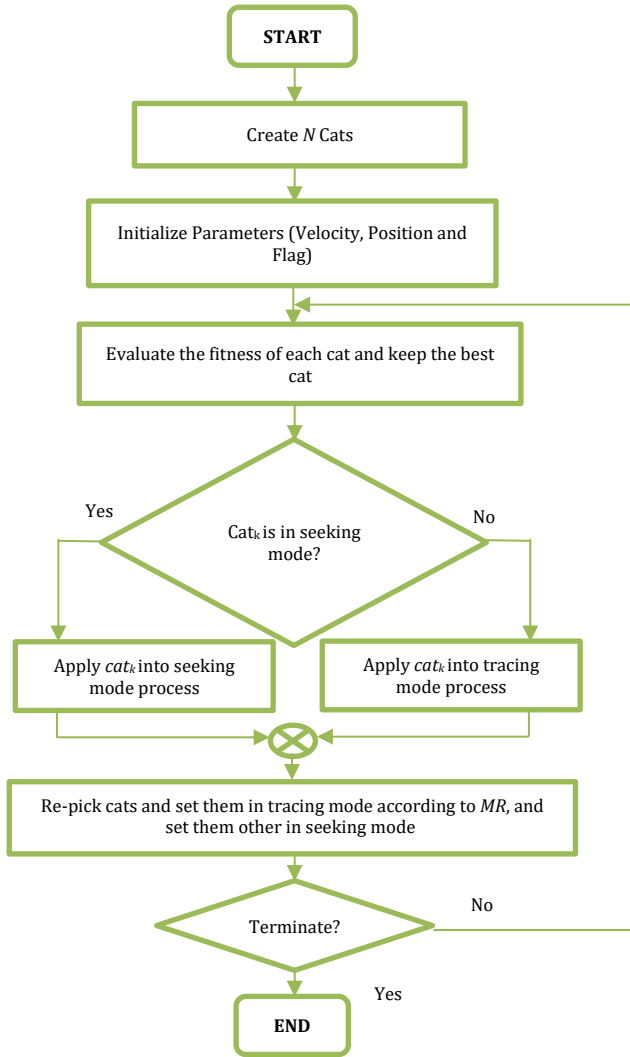 START
Create N Cats
Initialize Parameters (Velocity, Position and
Flag)
Evaluate the fitness of each cat and keep the best
cat
Yes
No
Catk is in seeking
mode?
Apply catk into seeking
mode process
Apply catk into tracing
mode process
Re-pick cats and set them in tracing mode according to MR, and
set them other in seeking mode
Terminate?
No
Yes
END